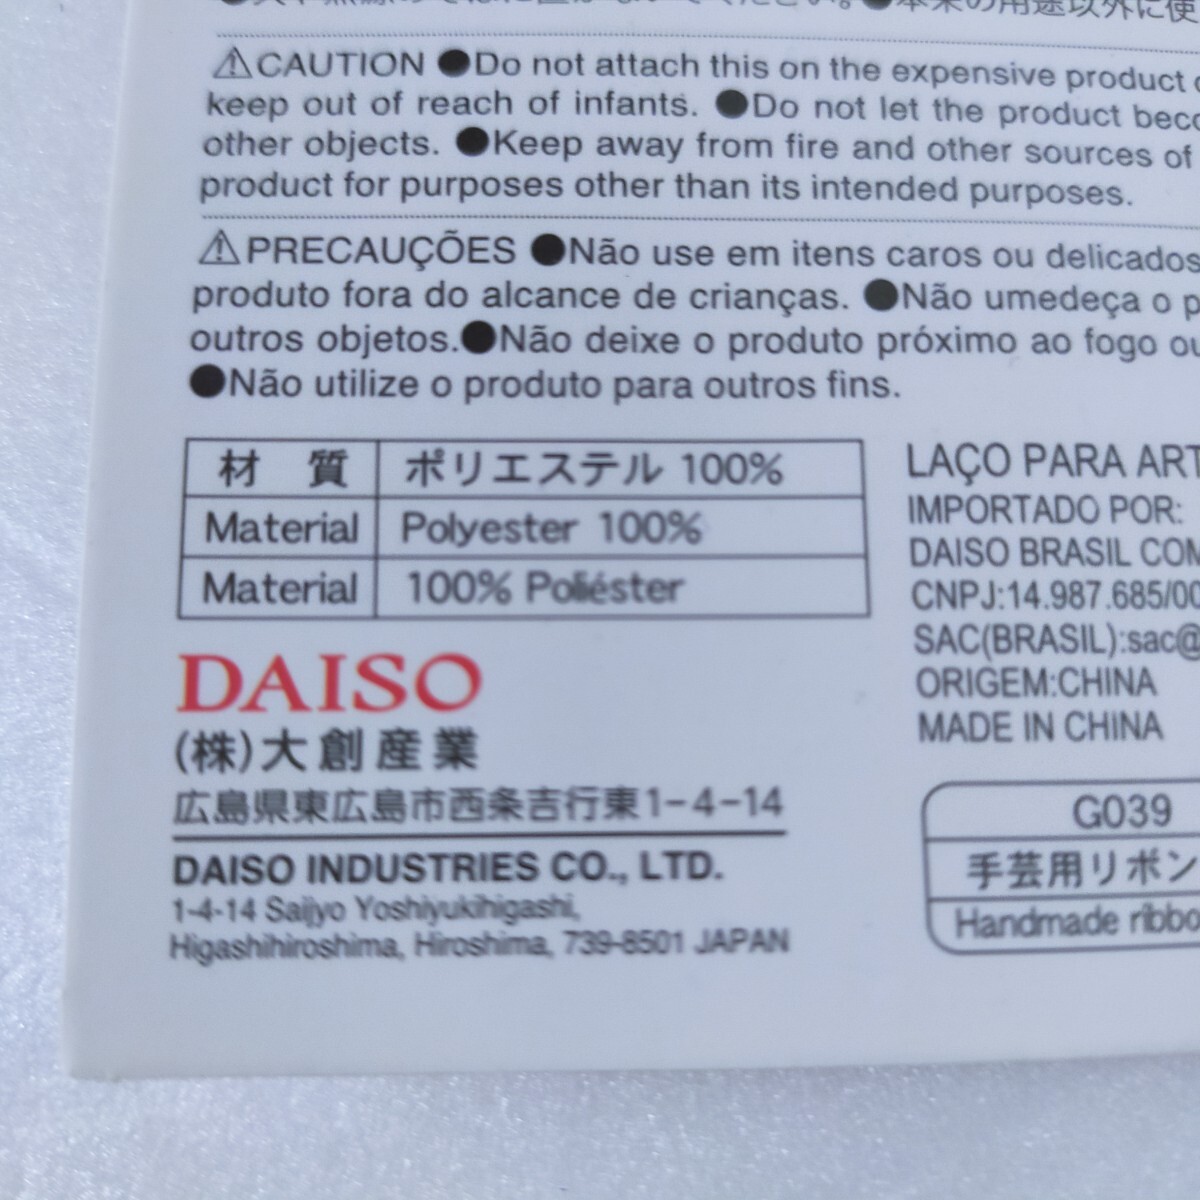 ⚠CAUTION ●Do not attach this on the expensive product
keep out of reach of infants. ●Do not let the product
other objects. ●Keep away from fire and other sources of
product for purposes other than its intended purposes.
⚠PRECAUÇÕES ●Não use em itens caros ou delicados
produto fora do alcance de crianças. ●Não umedeça o
outros objetos.●Não deixe o produto próximo ao fogo ou
●Não utilize o produto para outros fins.
材 質 ポリエステル 100%
Material Polyester 100%
Material 100% Poliéster
DAISO
(株)大創産業
広島県東広島市西条吉行東1-4-14
DAISO INDUSTRIES CO., LTD.
1-4-14 Saijyo Yoshiyukihigashi,
Higashihiroshima, Hiroshima, 739-8501 JAPAN
LAÇO PARA ART
IMPORTADO POR:
DAISO BRASIL COM
CNPJ:14.987.685/00
SAC(BRASIL):sac@
ORIGEM:CHINA
MADE IN CHINA
G039
手芸用リボン
Handmade ribbo